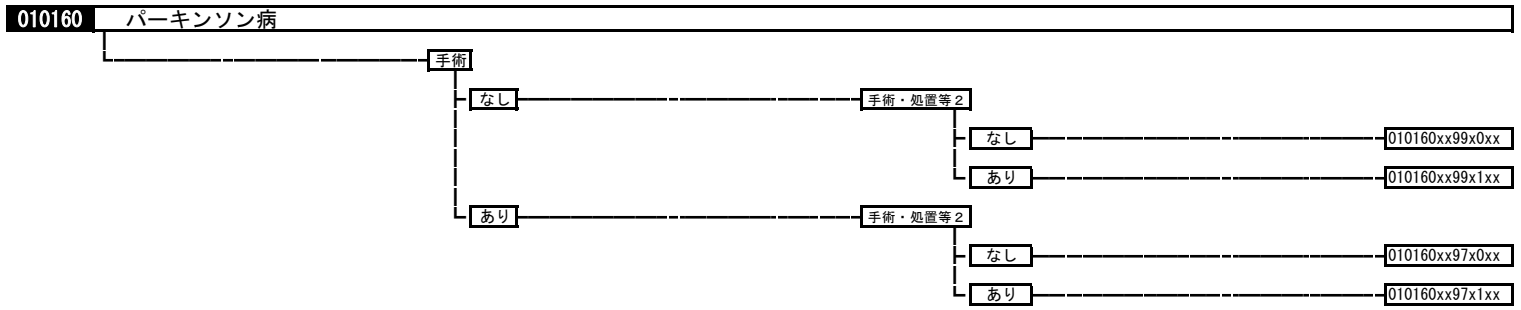 010160 パーキンソン病
手術
なし 手術・処置等2
なし 010160xx99x0xx
あり 010160xx99x1xx
あり 手術・処置等2
なし 010160xx97x0xx
あり 010160xx97x1xx